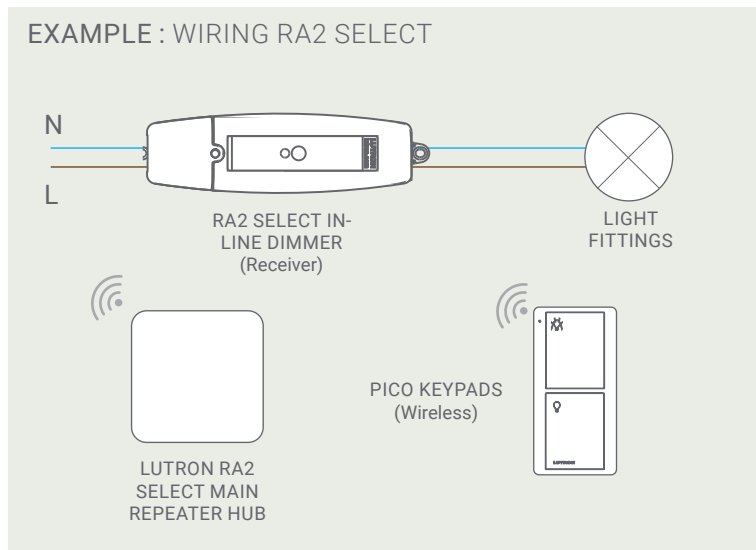 EXAMPLE : WIRING RA2 SELECT
N
L
RA2 SELECT IN-
LINE DIMMER
(Receiver)
LIGHT
FITTINGS
PICO KEYPADS
(Wireless)
LUTRON RA2
SELECT MAIN
REPEATER HUB